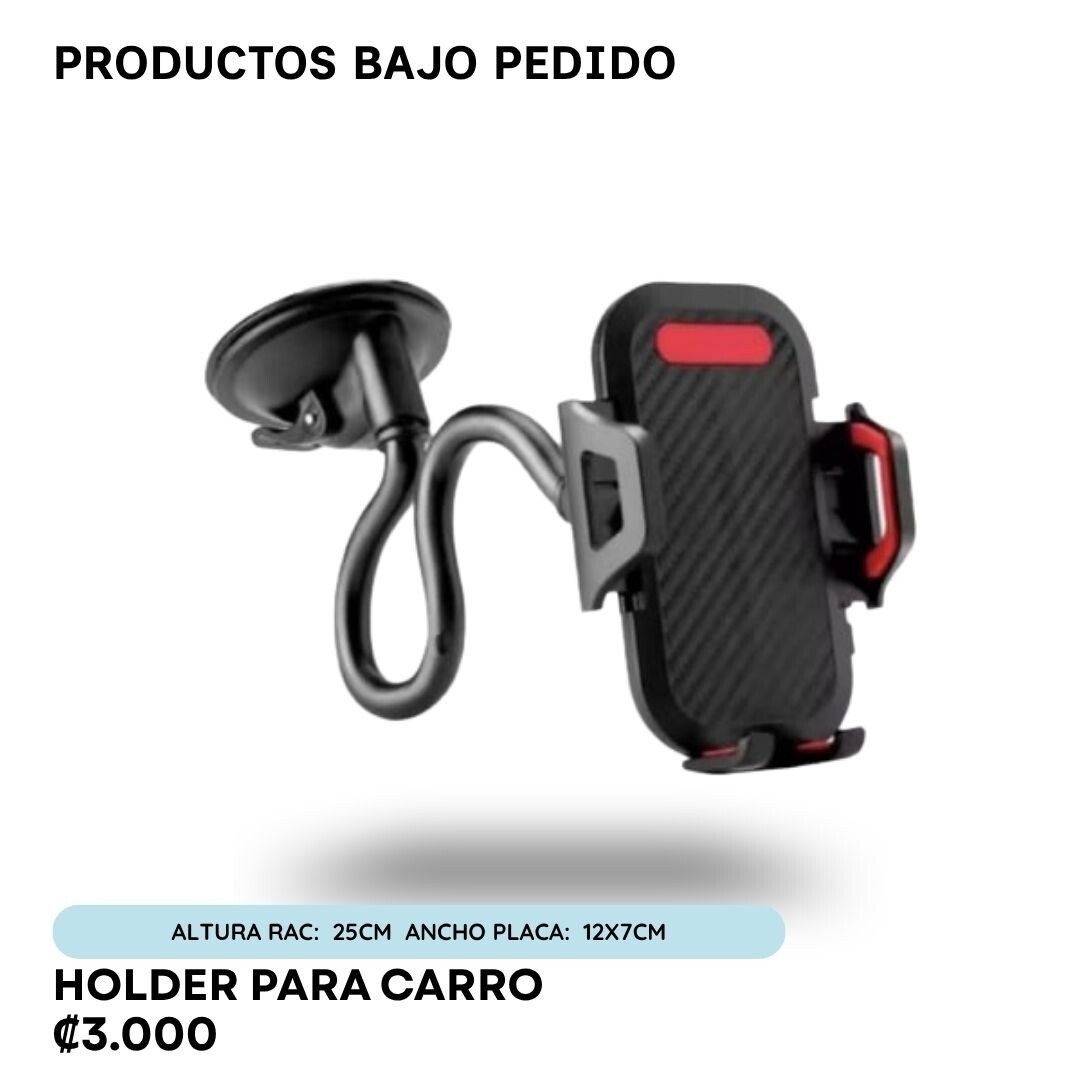 PRODUCTOS BAJO PEDIDO
ALTURA RAC: 25CM ANCHO PLACA: 12X7CM
HOLDER PARA CARRO
₡3.000